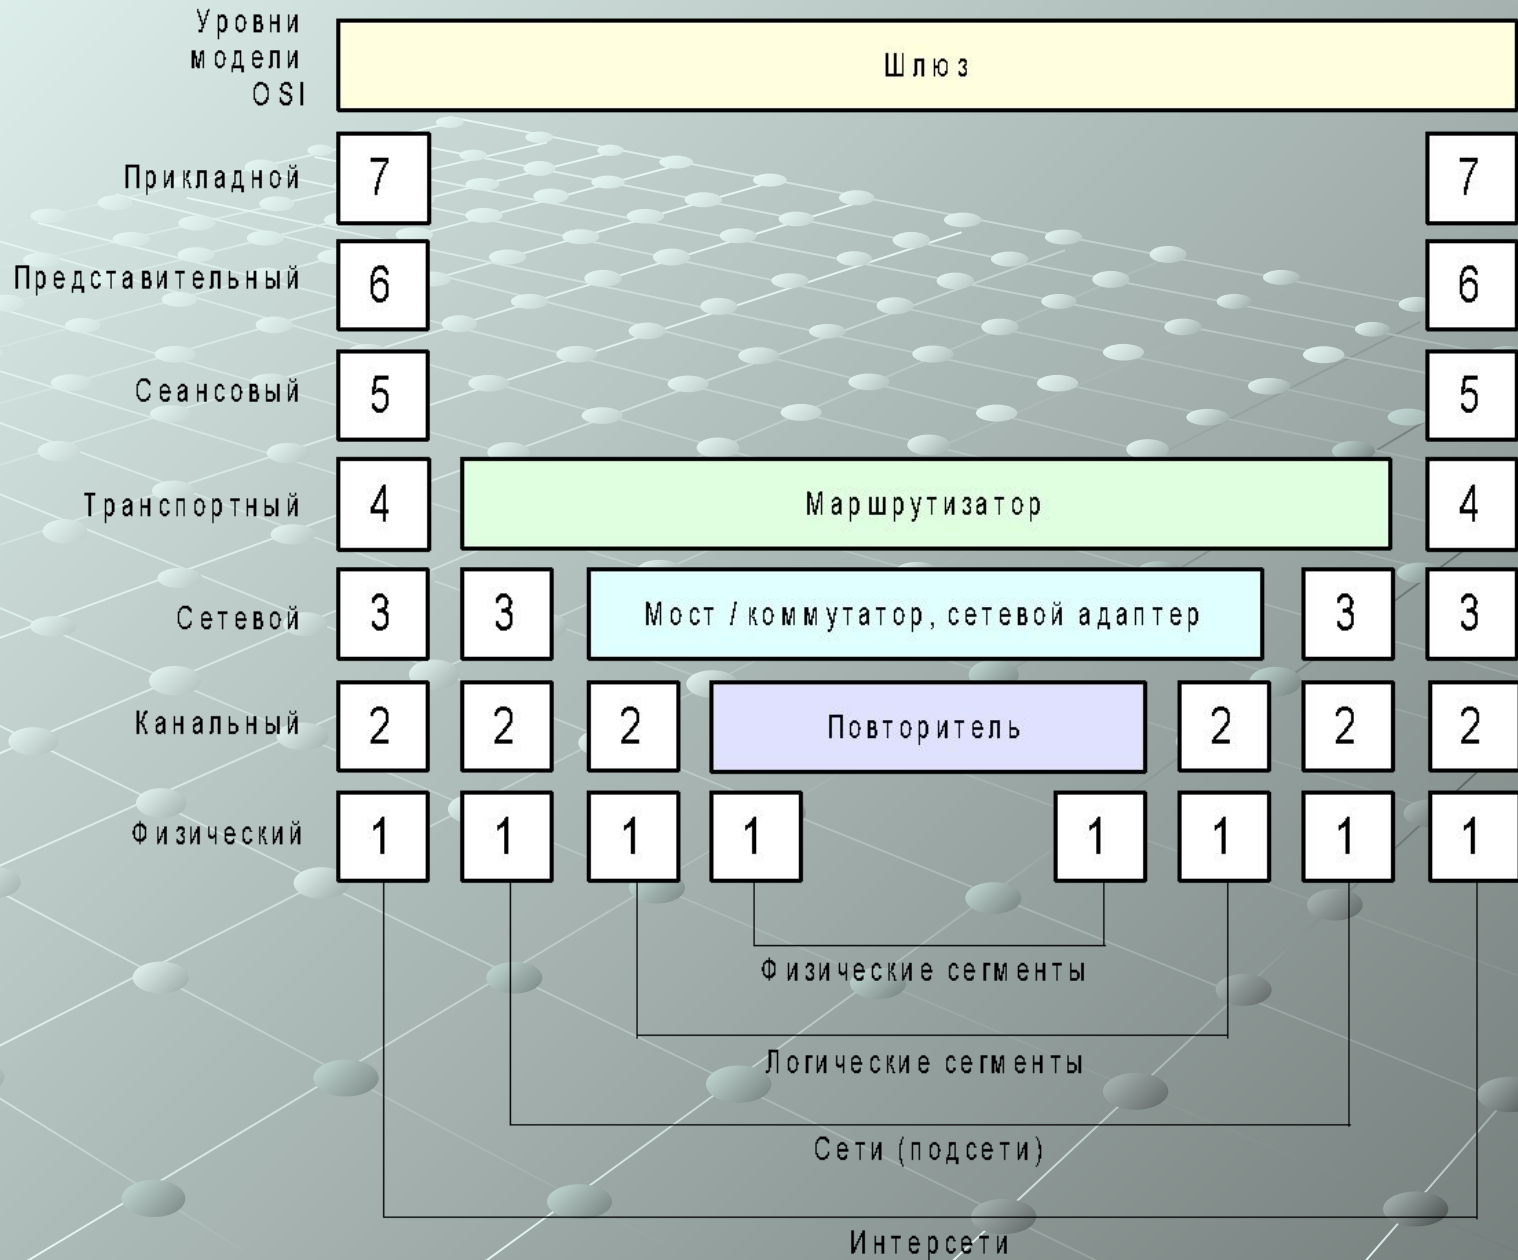 Уровни
модели
OSI
Шлюз
Прикладной 7 7
Представительный 6 6
Сеансовый 5 5
Транспортный 4 Маршрутизатор 4
Сетевой 3 3 Мост / коммутатор, сетевой адаптер 3 3
Канальный 2 2 2 Повторитель 2 2 2
Физический 1 1 1 1 1 1 1 1
Физические сегменты
Логические сегменты
Сети (подсети)
Интерсети